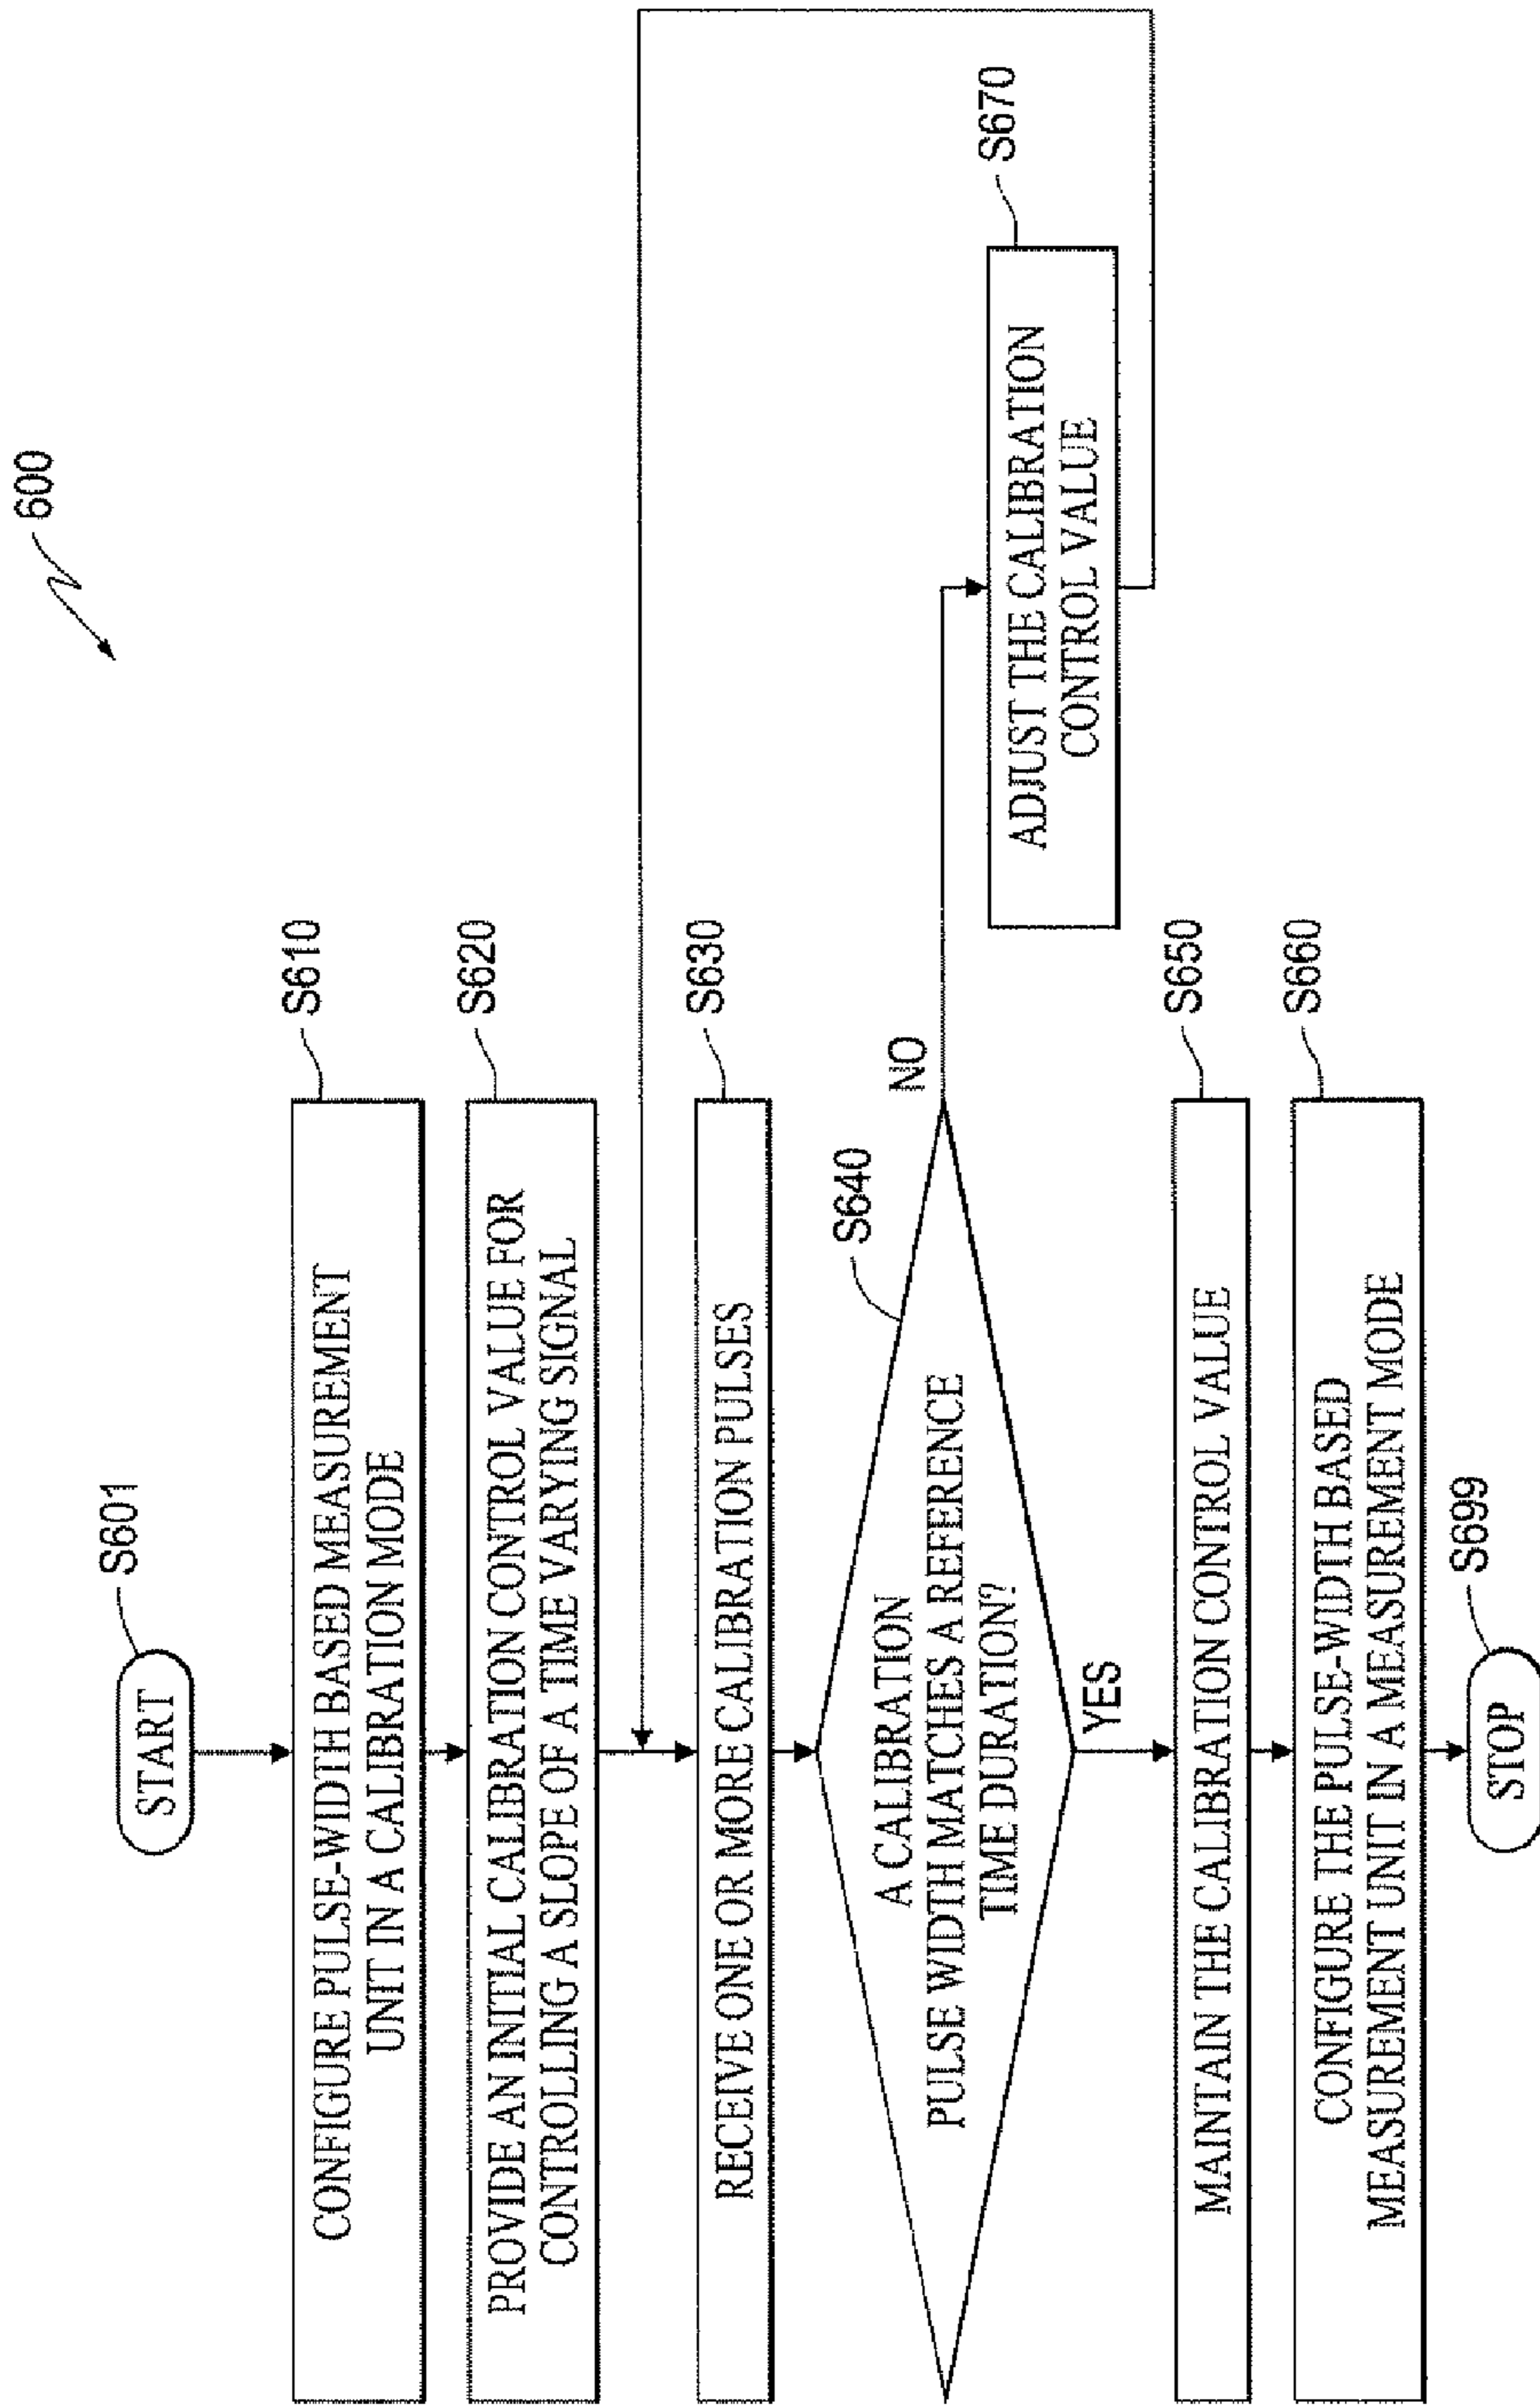 600
START
S601
CONFIGURE PULSE-WIDTH BASED MEASUREMENT
UNIT IN A CALIBRATION MODE
S610
PROVIDE AN INITIAL CALIBRATION CONTROL VALUE FOR
CONTROLLING A SLOPE OF A TIME VARYING SIGNAL
S620
RECEIVE ONE OR MORE CALIBRATION PULSES
S630
A CALIBRATION
PULSE WIDTH MATCHES A REFERENCE
TIME DURATION?
S640
NO
ADJUST THE CALIBRATION
CONTROL VALUE
S670
YES
MAINTAIN THE CALIBRATION CONTROL VALUE
S650
CONFIGURE THE PULSE-WIDTH BASED
MEASUREMENT UNIT IN A MEASUREMENT MODE
S660
STOP
S699